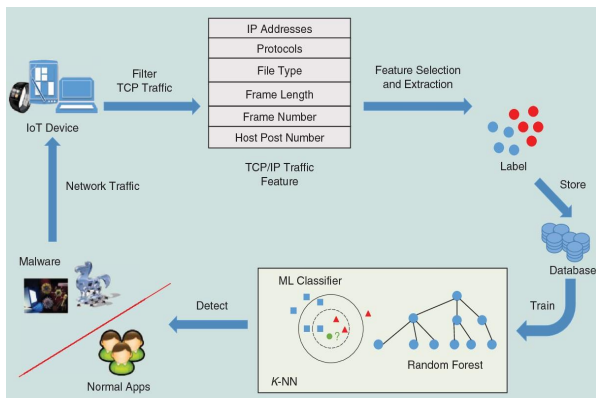 IP Addresses
Protocols
File Type
Frame Length
Frame Number
Host Post Number
TCP/IP Traffic
Feature
Filter
TCP Traffic
Feature Selection
and Extraction
IoT Device
Label
Network Traffic
Store
Database
Malware
Train
ML Classifier
?
Random Forest
K-NN
Detect
Normal Apps